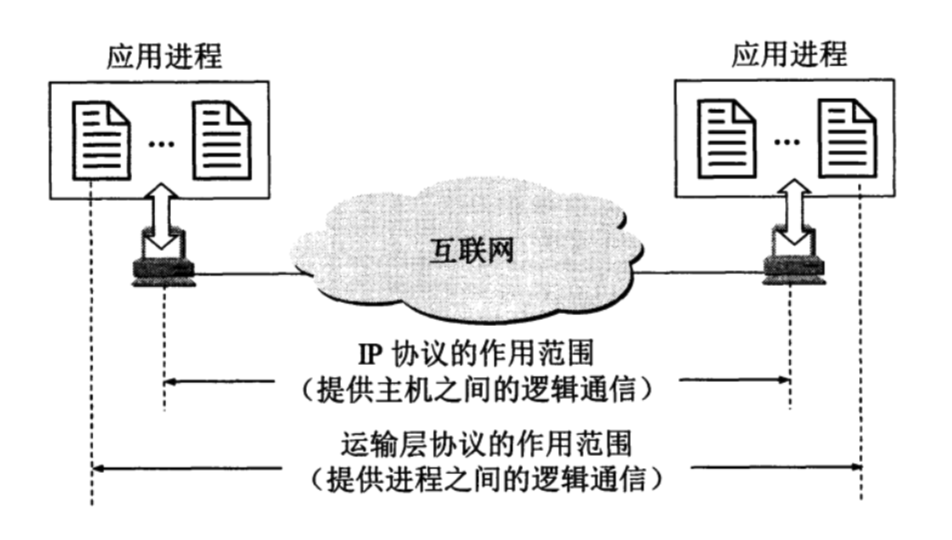 应用进程
应用进程
...
...
互联网
IP 协议的作用范围
（提供主机之间的逻辑通信）
运输层协议的作用范围
（提供进程之间的逻辑通信）